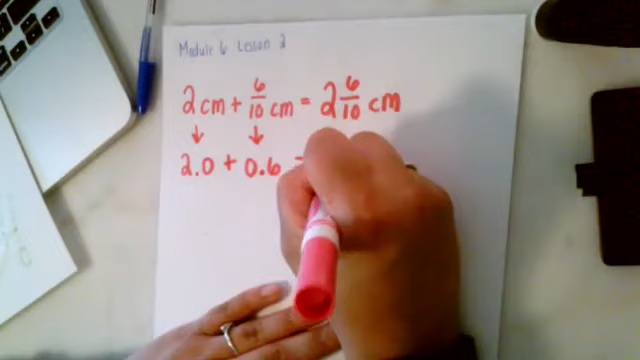 Module 6 Lesson 2
2 cm + 6/10 cm = 2 6/10 cm
↓ ↓
2.0 + 0.6 =